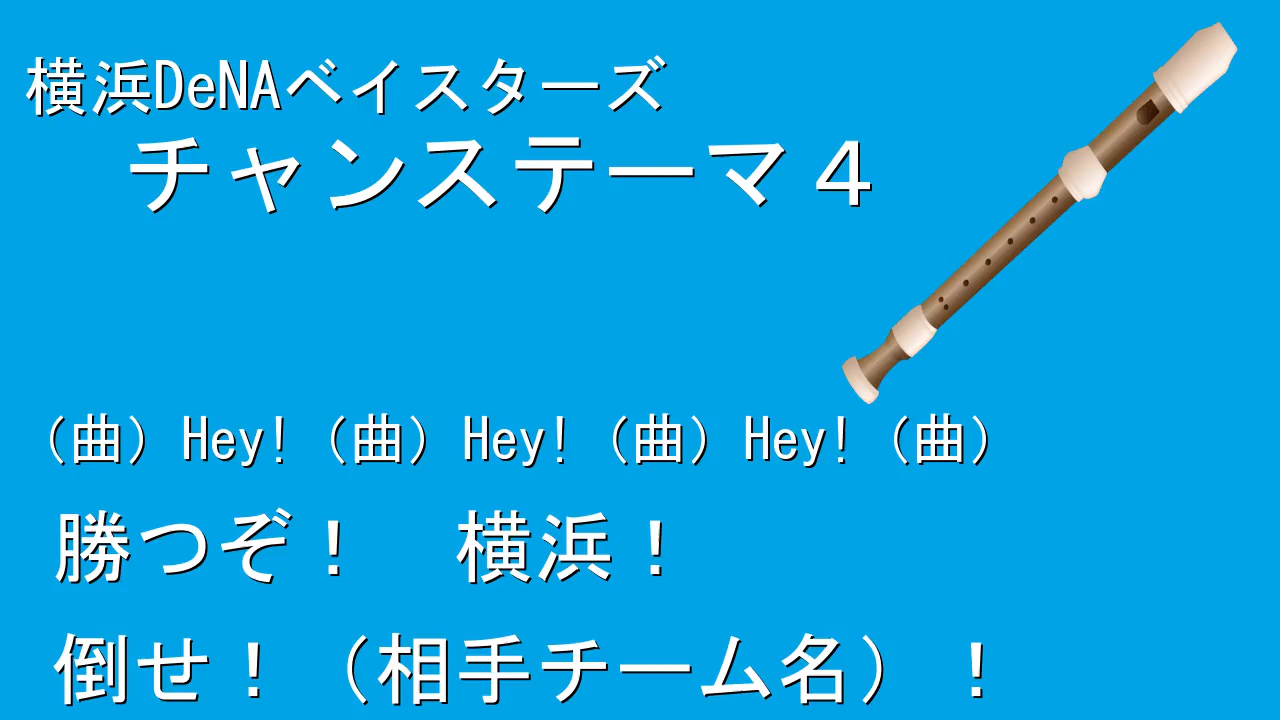 横浜DeNAベイスターズ
チャンステーマ４
（曲）Hey!（曲）Hey!（曲）Hey!（曲）
勝つぞ！　横浜！
倒せ！（相手チーム名）！